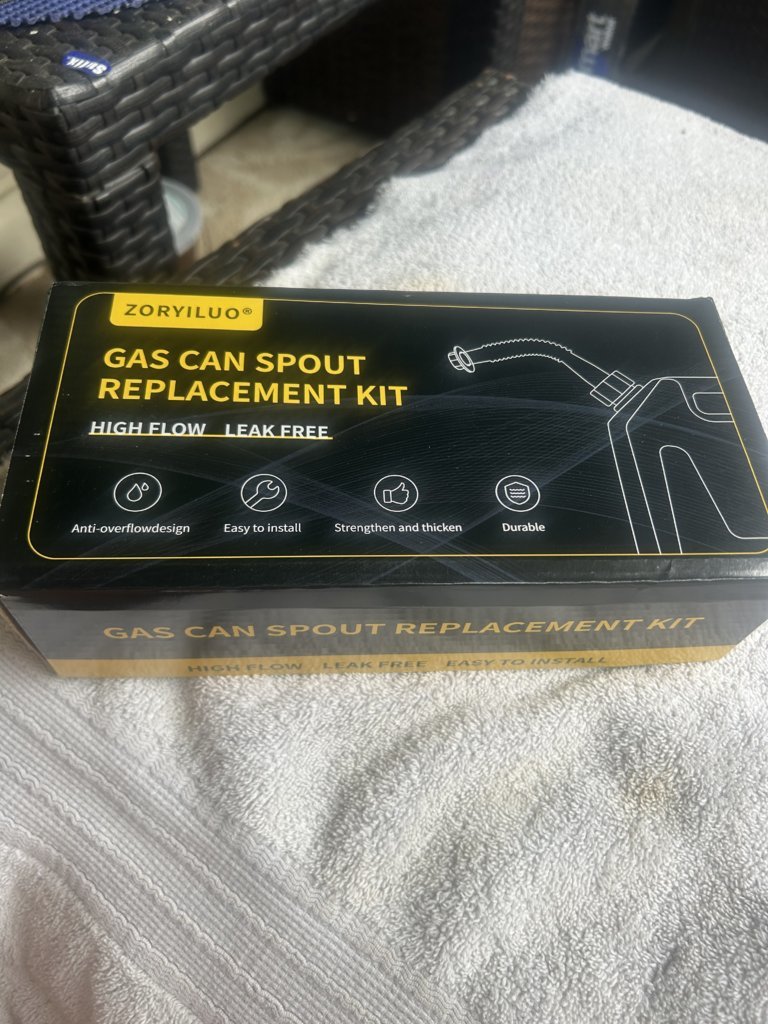 Sufix
ZORYILUO®
GAS CAN SPOUT
REPLACEMENT KIT
HIGH FLOW LEAK FREE
Anti-overflowdesign Easy to install Strengthen and thicken Durable
GAS CAN SPOUT REPLACEMENT KIT
HIGH FLOW LEAK FREE EASY TO INSTALL